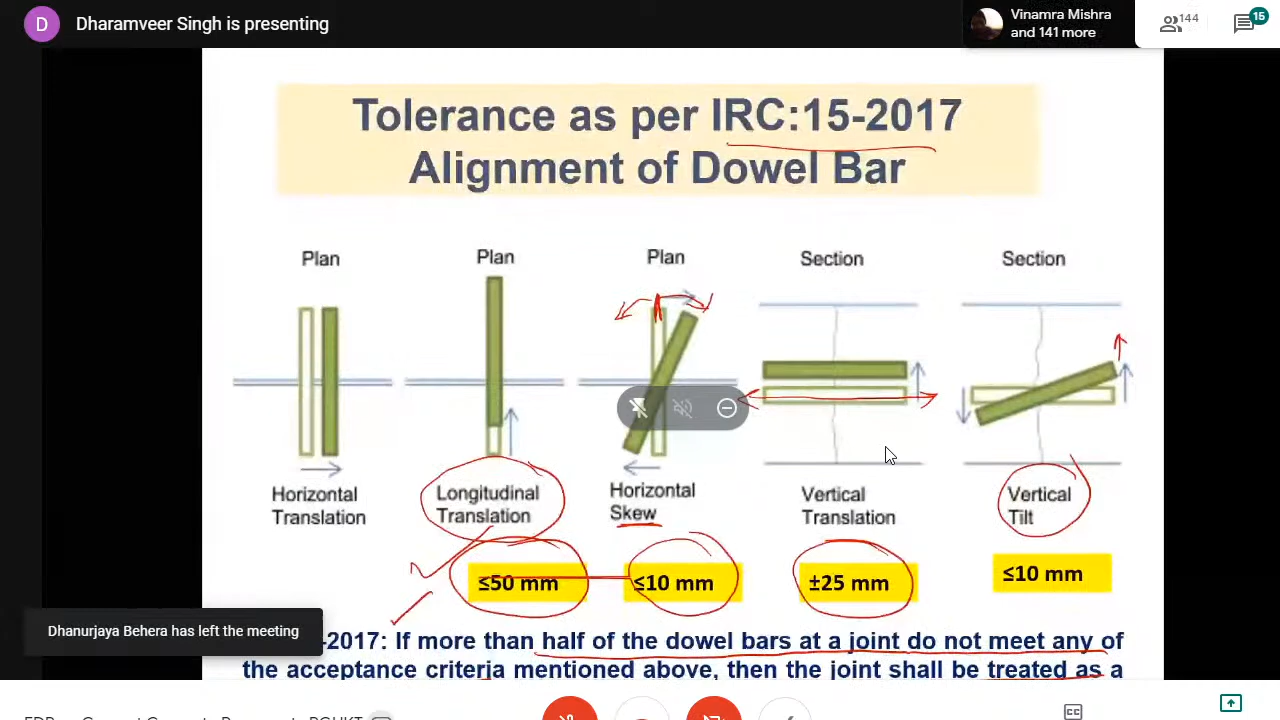 D
Dharamveer Singh is presenting
Vinamra Mishra
and 141 more
144
15
Tolerance as per IRC:15-2017
Alignment of Dowel Bar
Plan
Plan
Plan
Section
Section
Horizontal
Translation
Longitudinal
Translation
Horizontal
Skew
Vertical
Translation
Vertical
Tilt
≤50 mm
≤10 mm
±25 mm
≤10 mm
Dhanurjaya Behera has left the meeting
-2017: If more than half of the dowel bars at a joint do not meet any of
the acceptance criteria mentioned above, then the joint shall be treated as a
CC